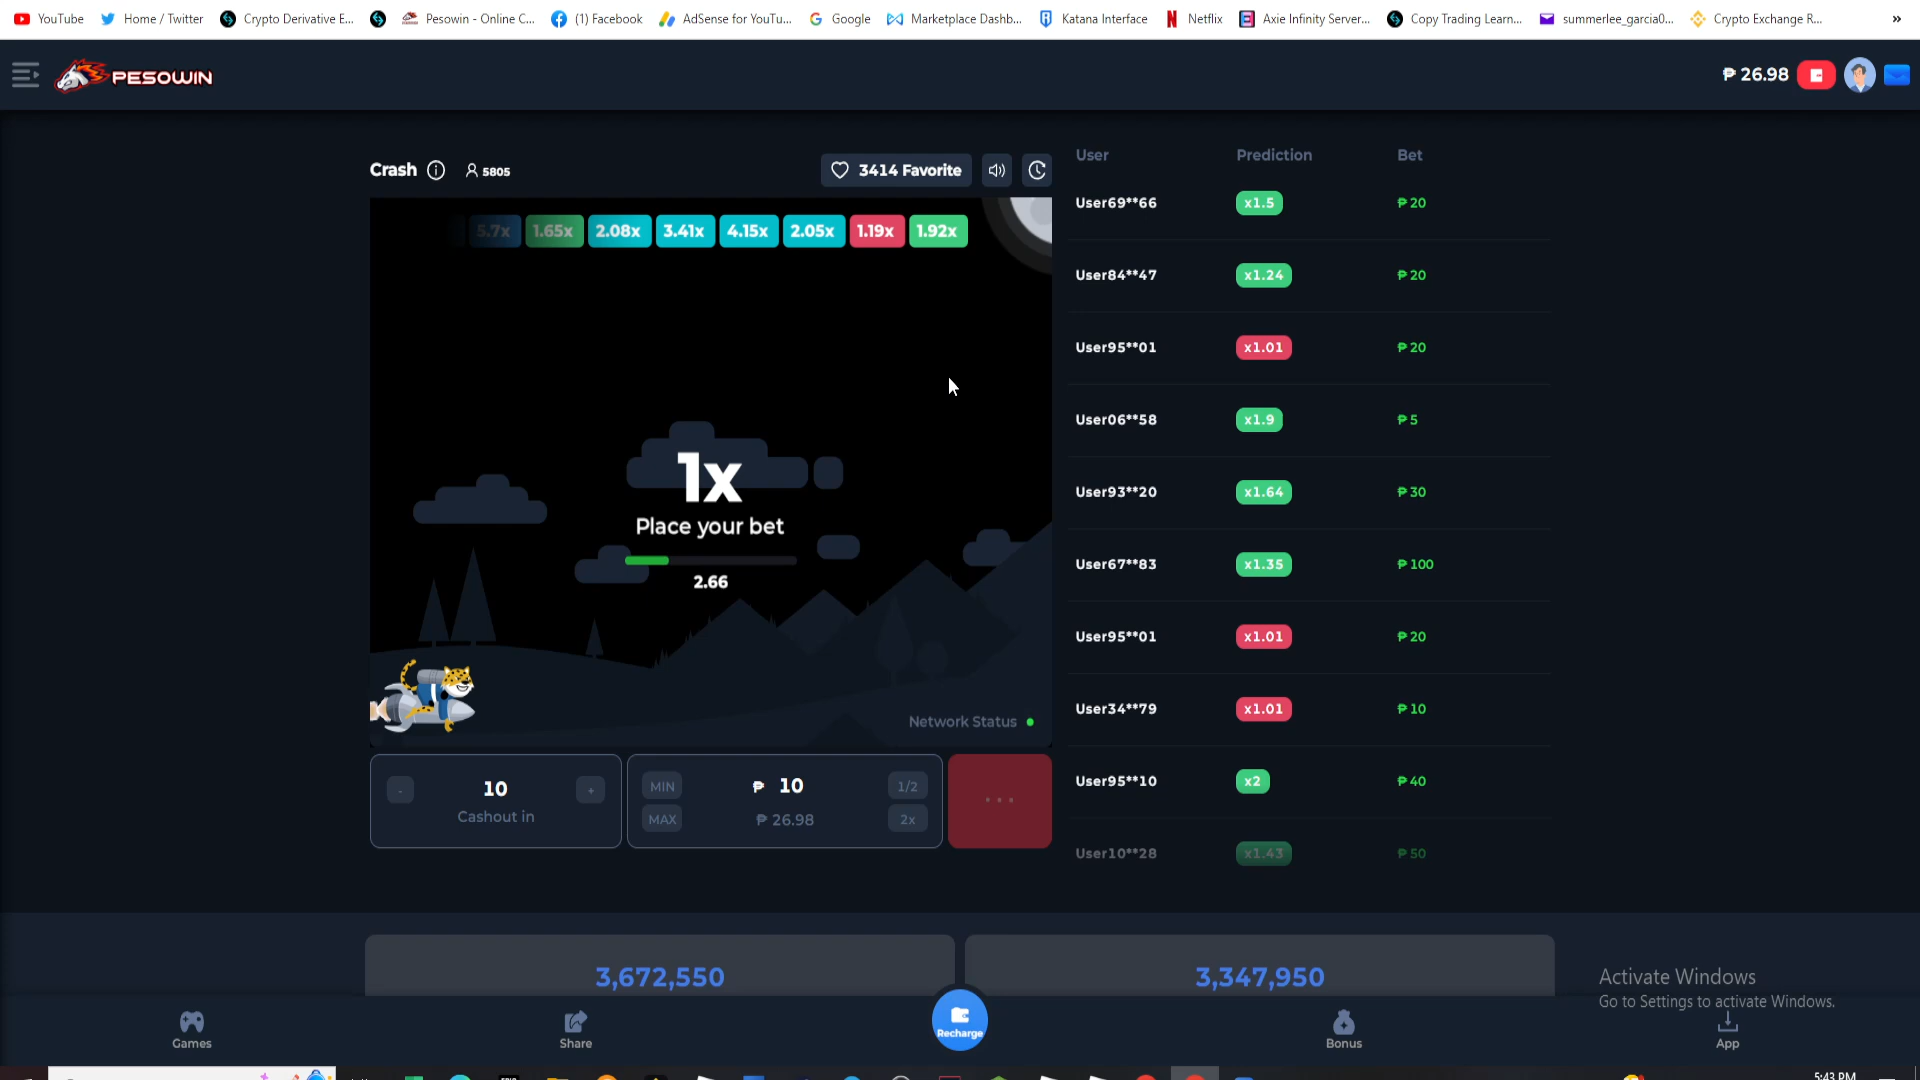 YouTube Home / Twitter Crypto Derivative E... Pesowin - Online C... (1) Facebook AdSense for YouTu... Google Marketplace Dashb... Katana Interface Netflix Axie Infinity Server... Copy Trading Learn... summerlee_garcia0... Crypto Exchange R... »
PESOWIN ₱ 26.98
Crash 5805 3414 Favorite
5.7x 1.65x 2.08x 3.41x 4.15x 2.05x 1.19x 1.92x
1x
Place your bet
2.66
Network Status
- 10 +
Cashout in
MIN ₱ 10 1/2
MAX ₱ 26.98 2x
...
User Prediction Bet
User69**66 x1.5 ₱ 20
User84**47 x1.24 ₱ 20
User95**01 x1.01 ₱ 20
User06**58 x1.9 ₱ 5
User93**20 x1.64 ₱ 30
User67**83 x1.35 ₱ 100
User95**01 x1.01 ₱ 20
User34**79 x1.01 ₱ 10
User95**10 x2 ₱ 40
User10**28 x1.43 ₱ 50
3,672,550 3,347,950
Activate Windows
Go to Settings to activate Windows.
Games Share Recharge Bonus App
5:43 PM